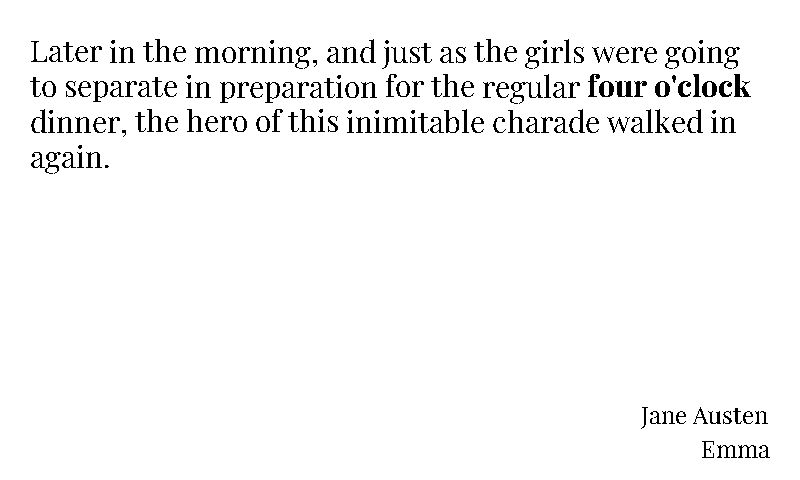 Later in the morning, and just as the girls were going
to separate in preparation for the regular four o'clock
dinner, the hero of this inimitable charade walked in
again.
Jane Austen
Emma